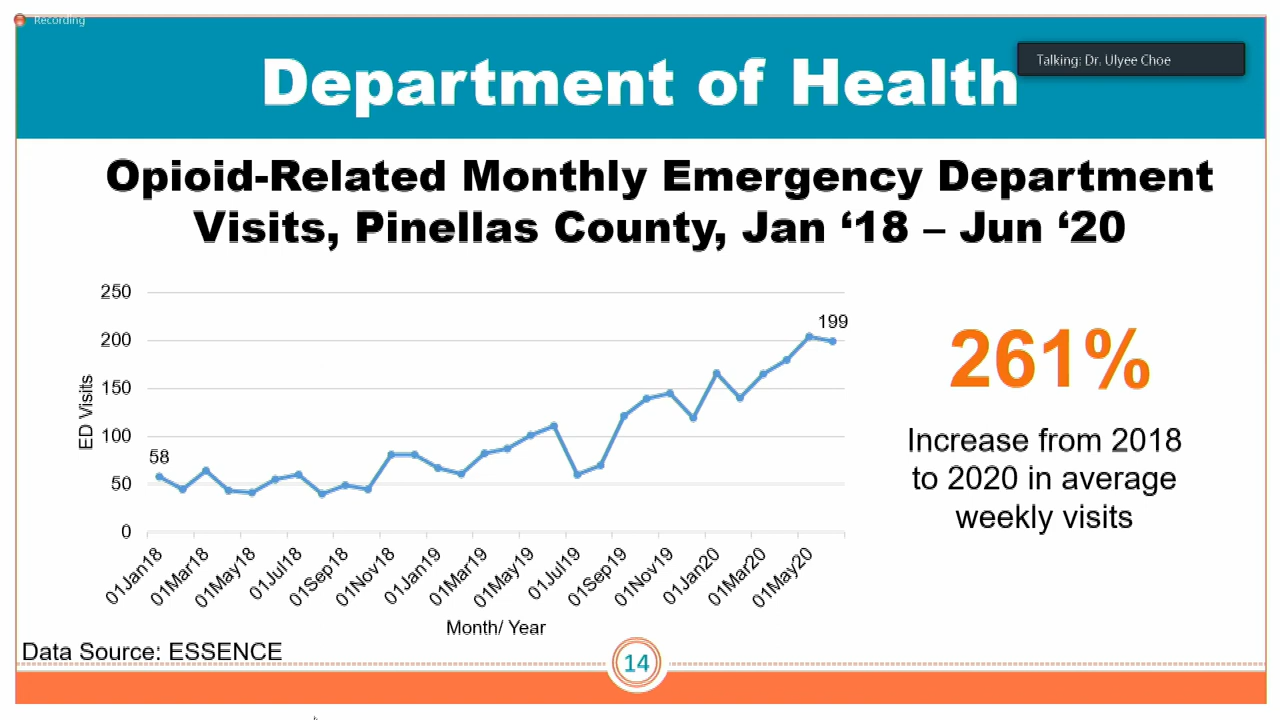 Recording
Talking: Dr. Ulyee Choe
Department of Health
Opioid-Related Monthly Emergency Department
Visits, Pinellas County, Jan ‘18 – Jun ‘20
250
200
150
100
50
0
ED Visits
58
199
01Jan18
01Mar18
01May18
01Jul18
01Sep18
01Nov18
01Jan19
01Mar19
01May19
01Jul19
01Sep19
01Nov19
01Jan20
01Mar20
01May20
Month/ Year
261%
Increase from 2018
to 2020 in average
weekly visits
Data Source: ESSENCE
14